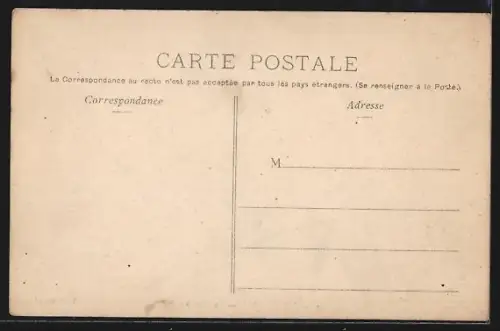 CARTE POSTALE
La Correspondance au recto n'est pas acceptée par tous les pays étrangers. (Se renseigner à la Poste.)
Correspondance
Adresse
M